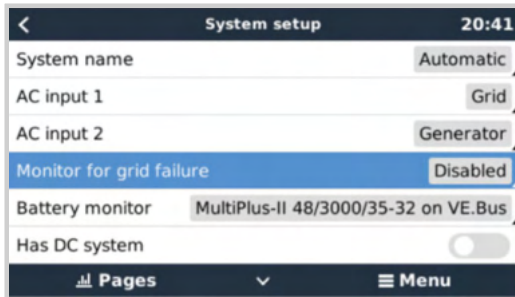 System setup 20:41
System name Automatic
AC input 1 Grid
AC input 2 Generator
Monitor for grid failure Disabled
Battery monitor MultiPlus-II 48/3000/35-32 on VE.Bus
Has DC system
Pages Menu